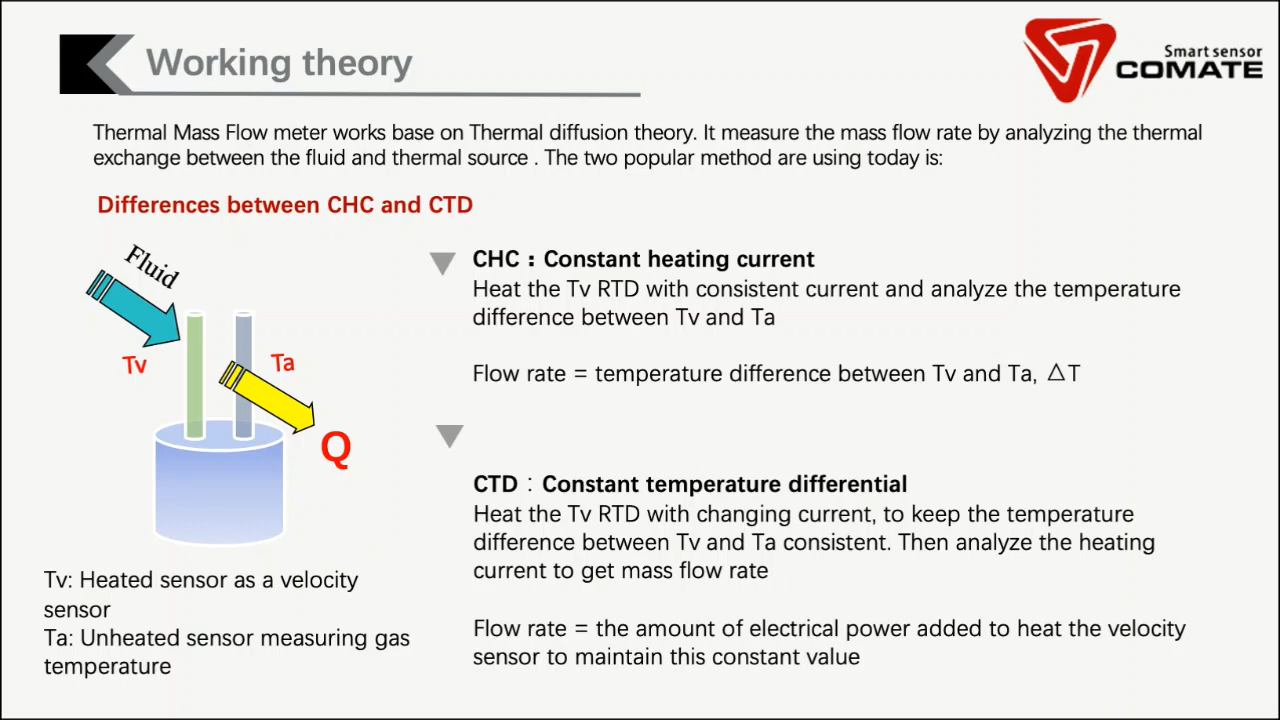 Working theory
Smart sensor
COMATE
Thermal Mass Flow meter works base on Thermal diffusion theory. It measure the mass flow rate by analyzing the thermal
exchange between the fluid and thermal source . The two popular method are using today is:
Differences between CHC and CTD
Fluid
Tv
Ta
Q
Tv: Heated sensor as a velocity
sensor
Ta: Unheated sensor measuring gas
temperature
CHC：Constant heating current
Heat the Tv RTD with consistent current and analyze the temperature
difference between Tv and Ta
Flow rate = temperature difference between Tv and Ta, △T
CTD：Constant temperature differential
Heat the Tv RTD with changing current, to keep the temperature
difference between Tv and Ta consistent. Then analyze the heating
current to get mass flow rate
Flow rate = the amount of electrical power added to heat the velocity
sensor to maintain this constant value